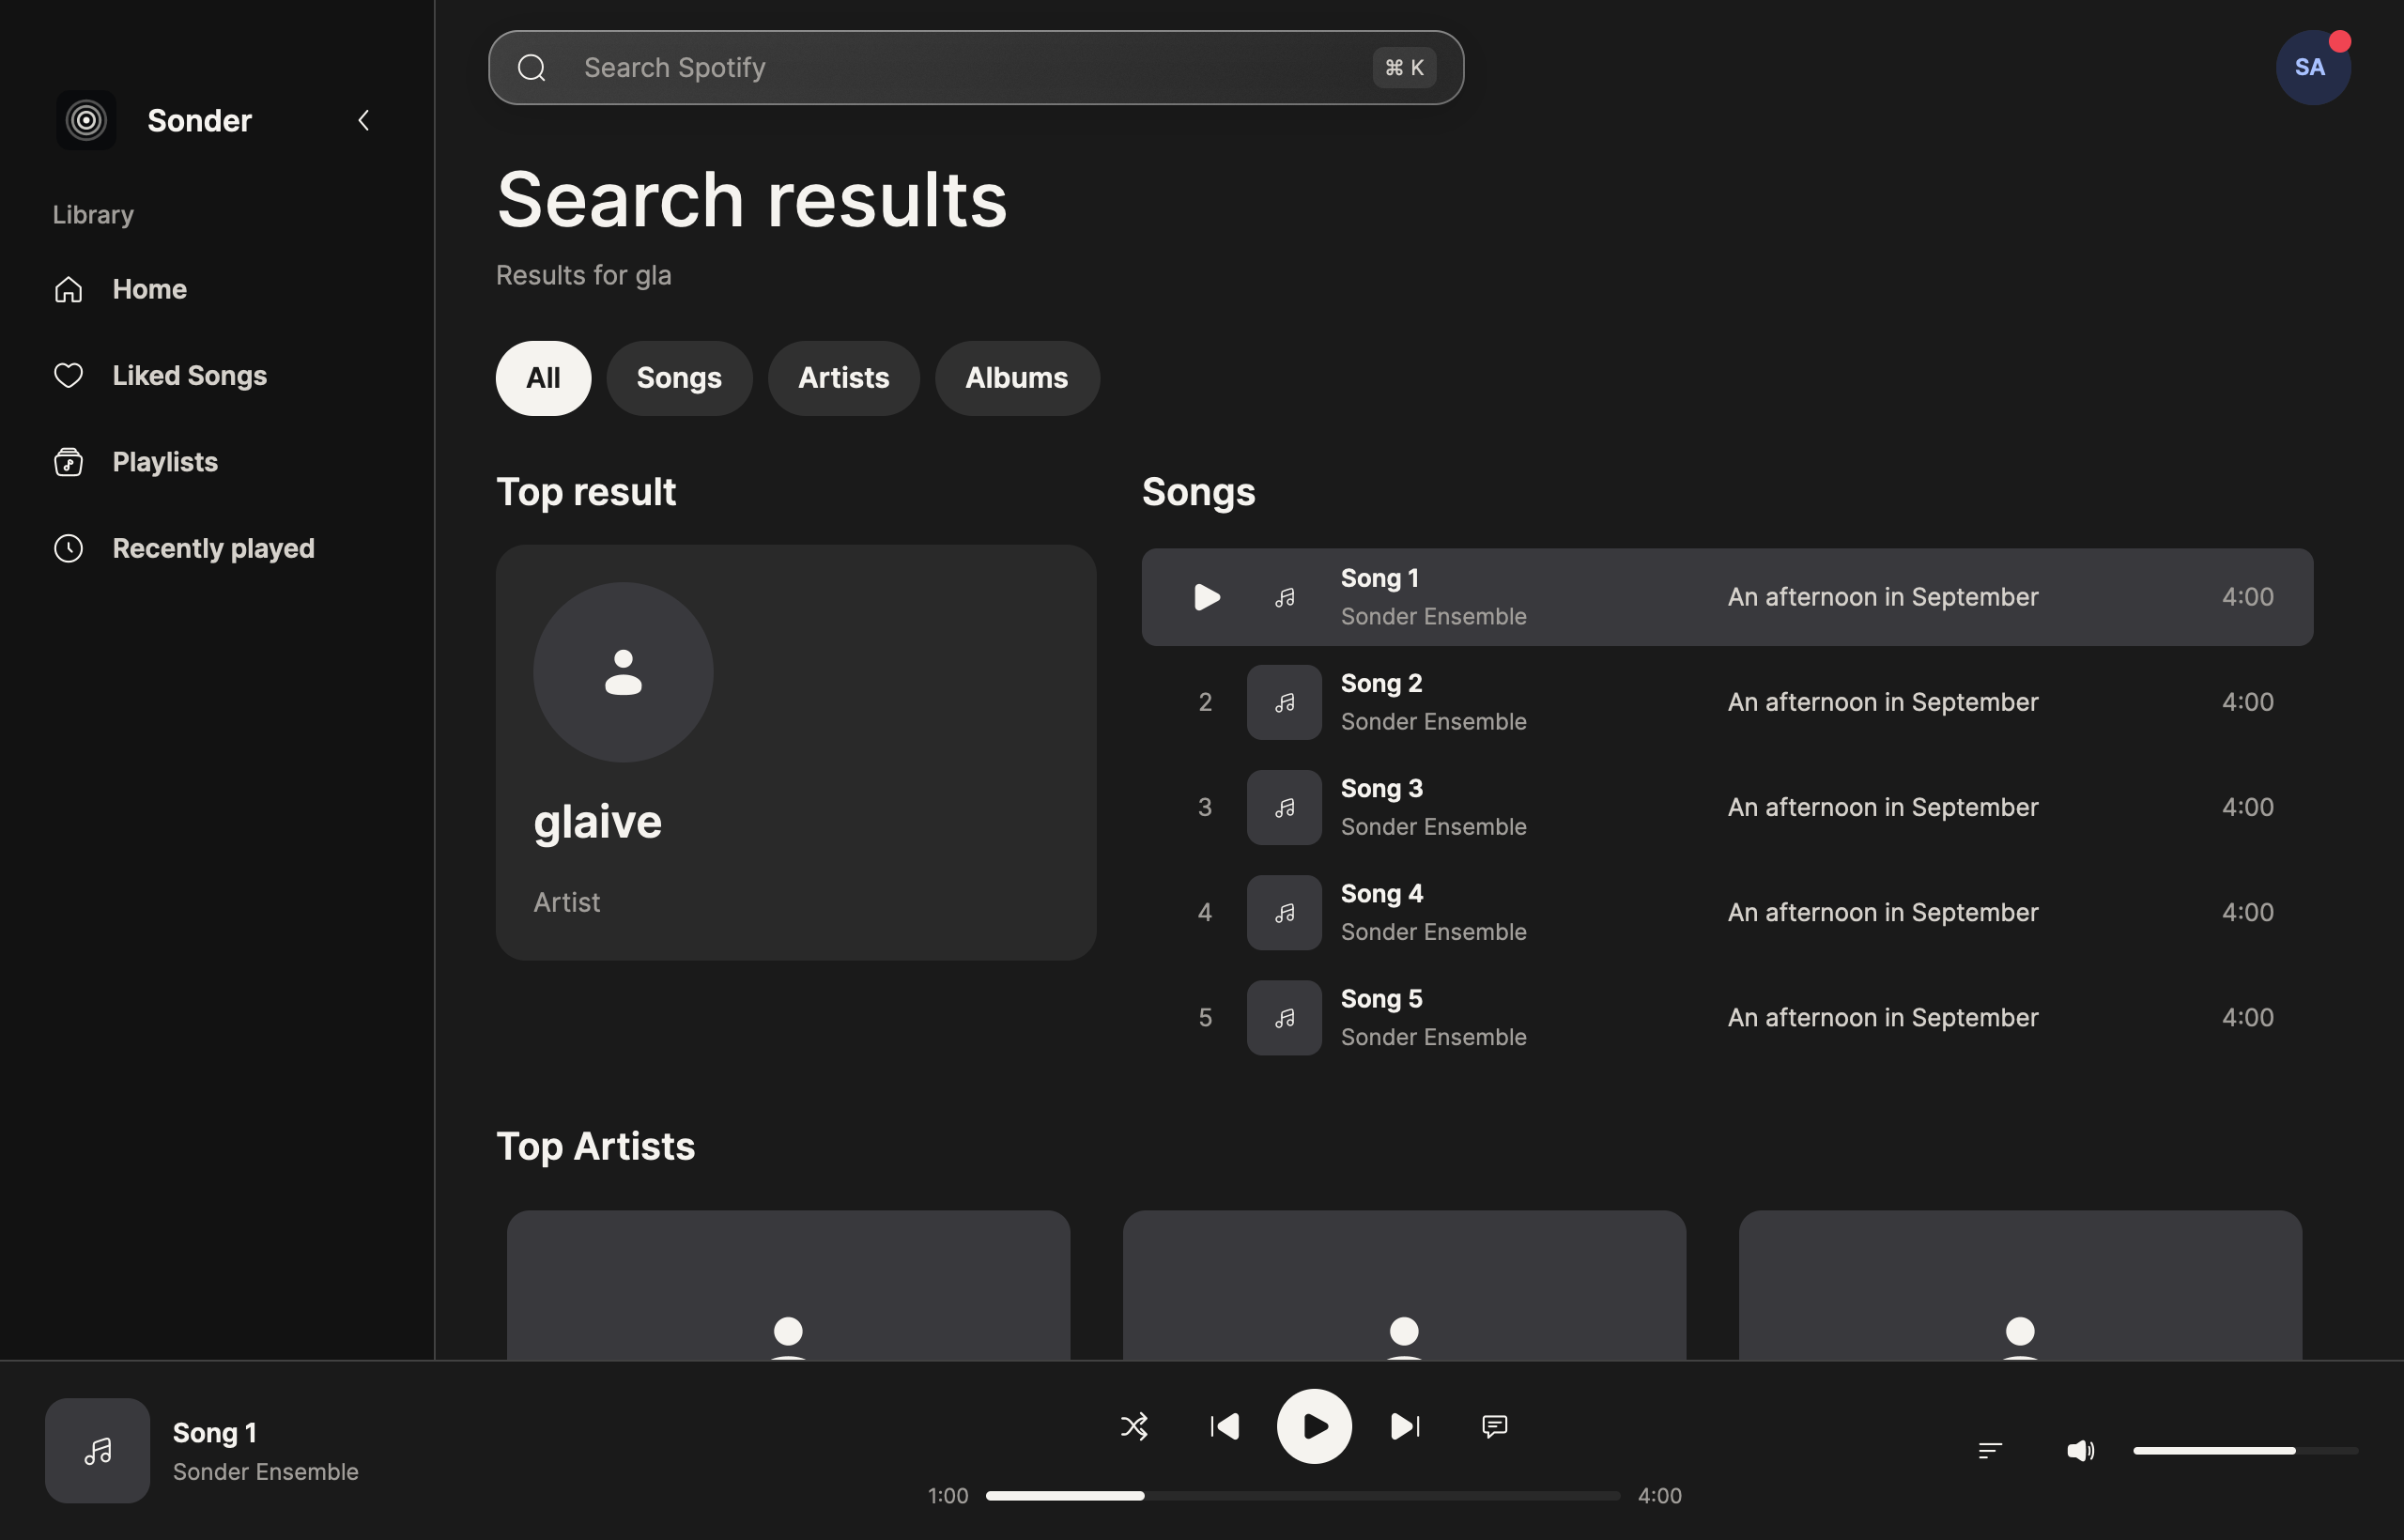 Search Spotify
⌘ K
SA
Sonder
Library
Home
Liked Songs
Playlists
Recently played
Search results
Results for gla
All
Songs
Artists
Albums
Top result
glaive
Artist
Songs
Song 1
Sonder Ensemble
An afternoon in September
4:00
2
Song 2
Sonder Ensemble
An afternoon in September
4:00
3
Song 3
Sonder Ensemble
An afternoon in September
4:00
4
Song 4
Sonder Ensemble
An afternoon in September
4:00
5
Song 5
Sonder Ensemble
An afternoon in September
4:00
Top Artists
Song 1
Sonder Ensemble
1:00
4:00